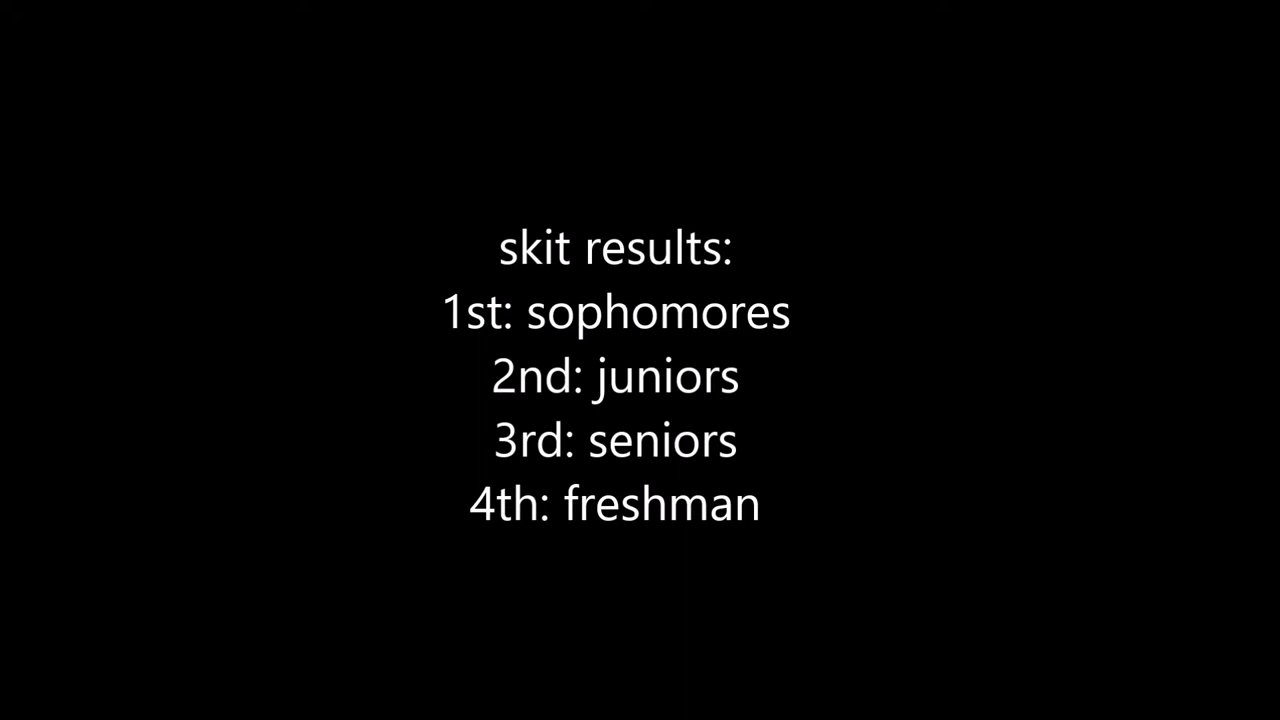 skit results:
1st: sophomores
2nd: juniors
3rd: seniors
4th: freshman